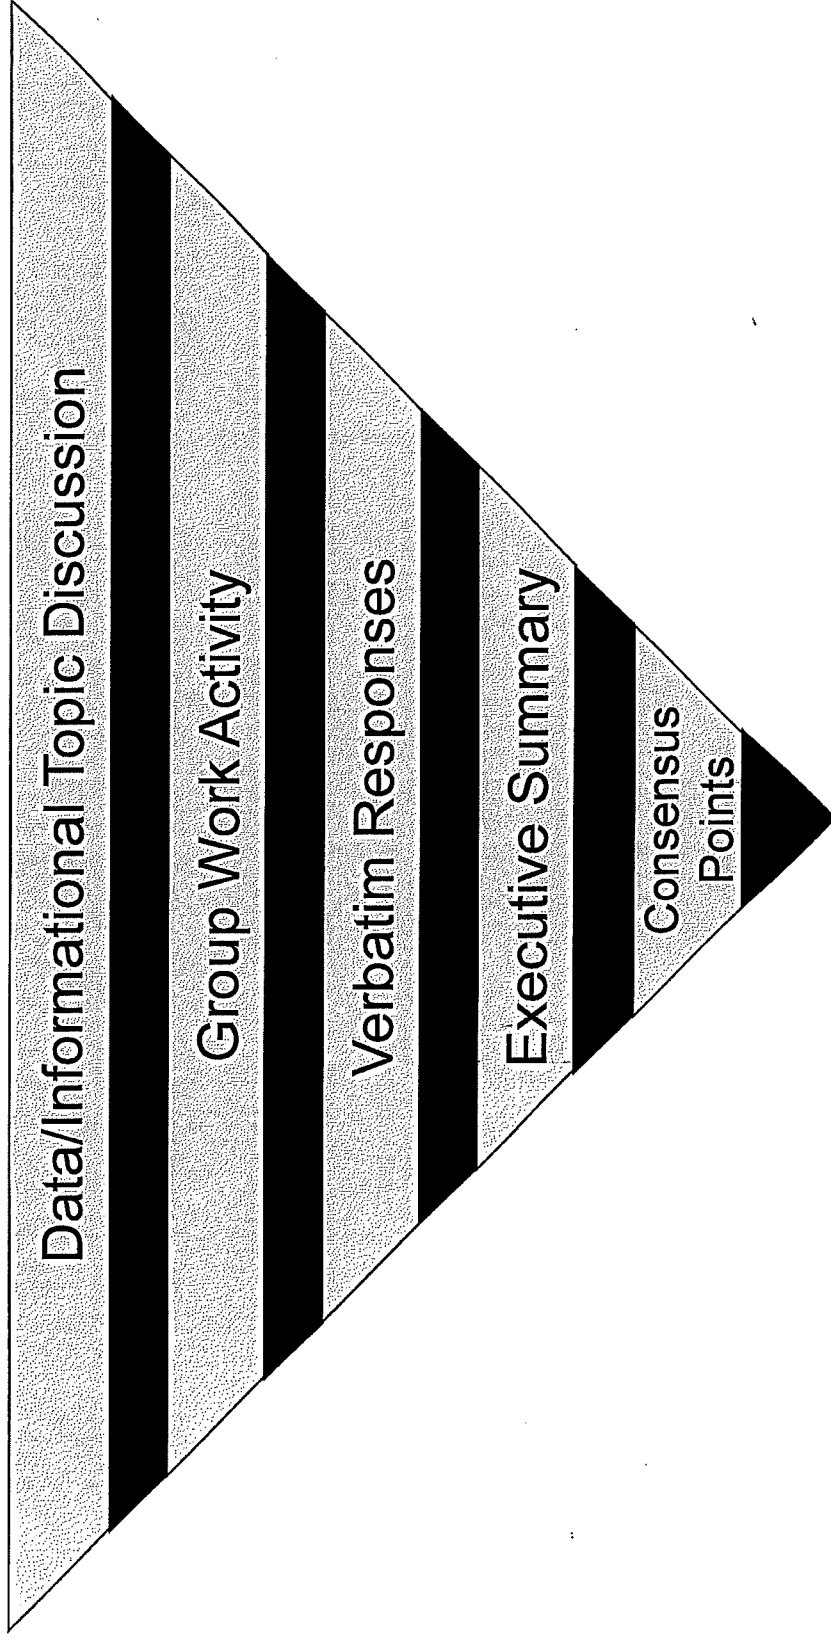 Data/Informational Topic Discussion
Group Work Activity
Verbatim Responses
Executive Summary
Consensus
Points